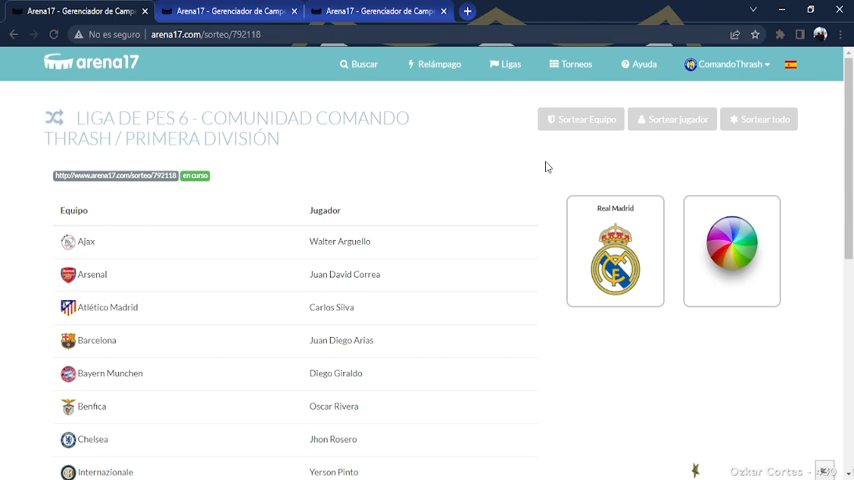 Arena17 - Gerenciador de Campe
Arena17 - Gerenciador de Campe
Arena17 - Gerenciador de Campe
No es seguro
arena17.com/sorteo/792118
arena17
Buscar
Relámpago
Ligas
Torneos
Ayuda
ComandoThrash
LIGA DE PES 6 - COMUNIDAD COMANDO
THRASH / PRIMERA DIVISIÓN
Sortear Equipo
Sortear jugador
Sortear todo
http://www.arena17.com/sorteo/792118
en curso
Equipo Jugador
Ajax Walter Arguello
Arsenal Juan David Correa
Atlético Madrid Carlos Silva
Barcelona Juan Diego Arias
Bayern Munchen Diego Giraldo
Benfica Oscar Rivera
Chelsea Jhon Rosero
Internazionale Yerson Pinto
Real Madrid
Ozkar Cortes -